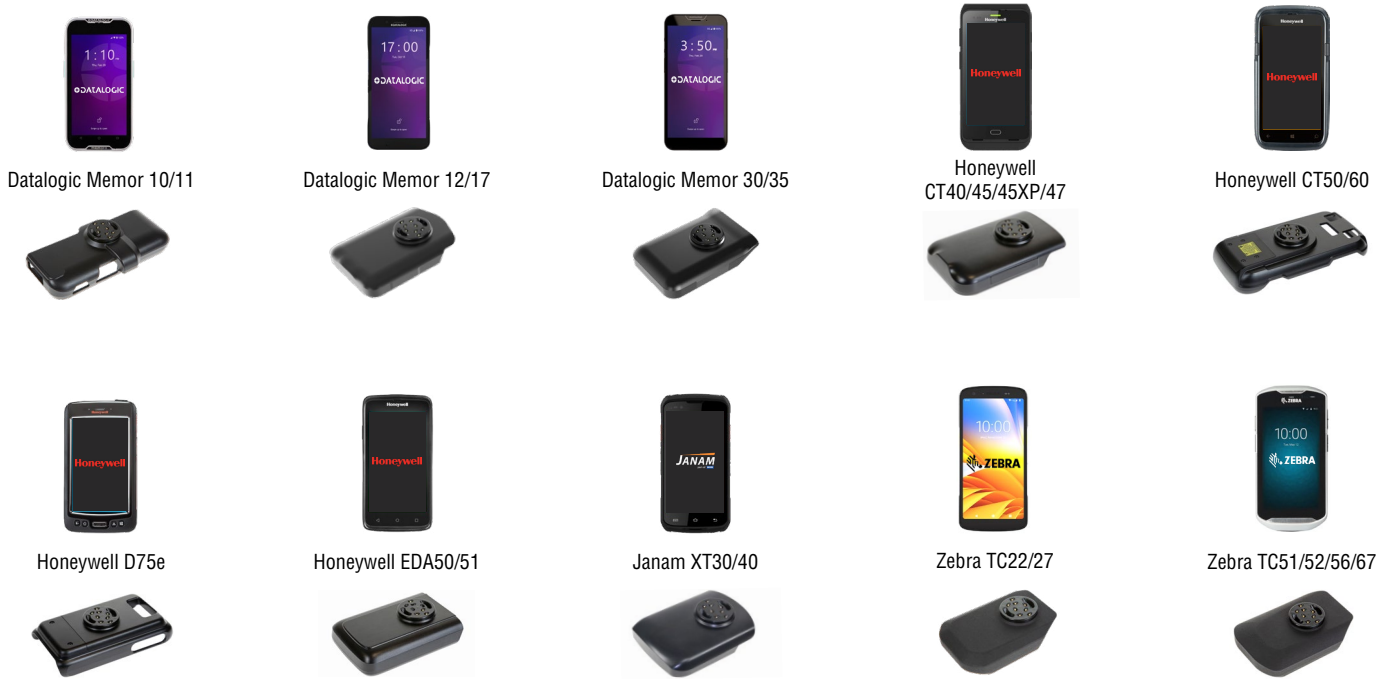 1:10
DATALOGIC
Datalogic Memor 10/11
17:00
DATALOGIC
Datalogic Memor 12/17
3:50
DATALOGIC
Datalogic Memor 30/35
Honeywell
Honeywell
Honeywell
CT40/45/45XP/47
Honeywell
Honeywell
Honeywell CT50/60
Honeywell
Honeywell
Honeywell D75e
Honeywell
Honeywell
Honeywell EDA50/51
JANAM
Janam XT30/40
10:00
ZEBRA
Zebra TC22/27
ZEBRA
10:00
ZEBRA
Zebra TC51/52/56/67